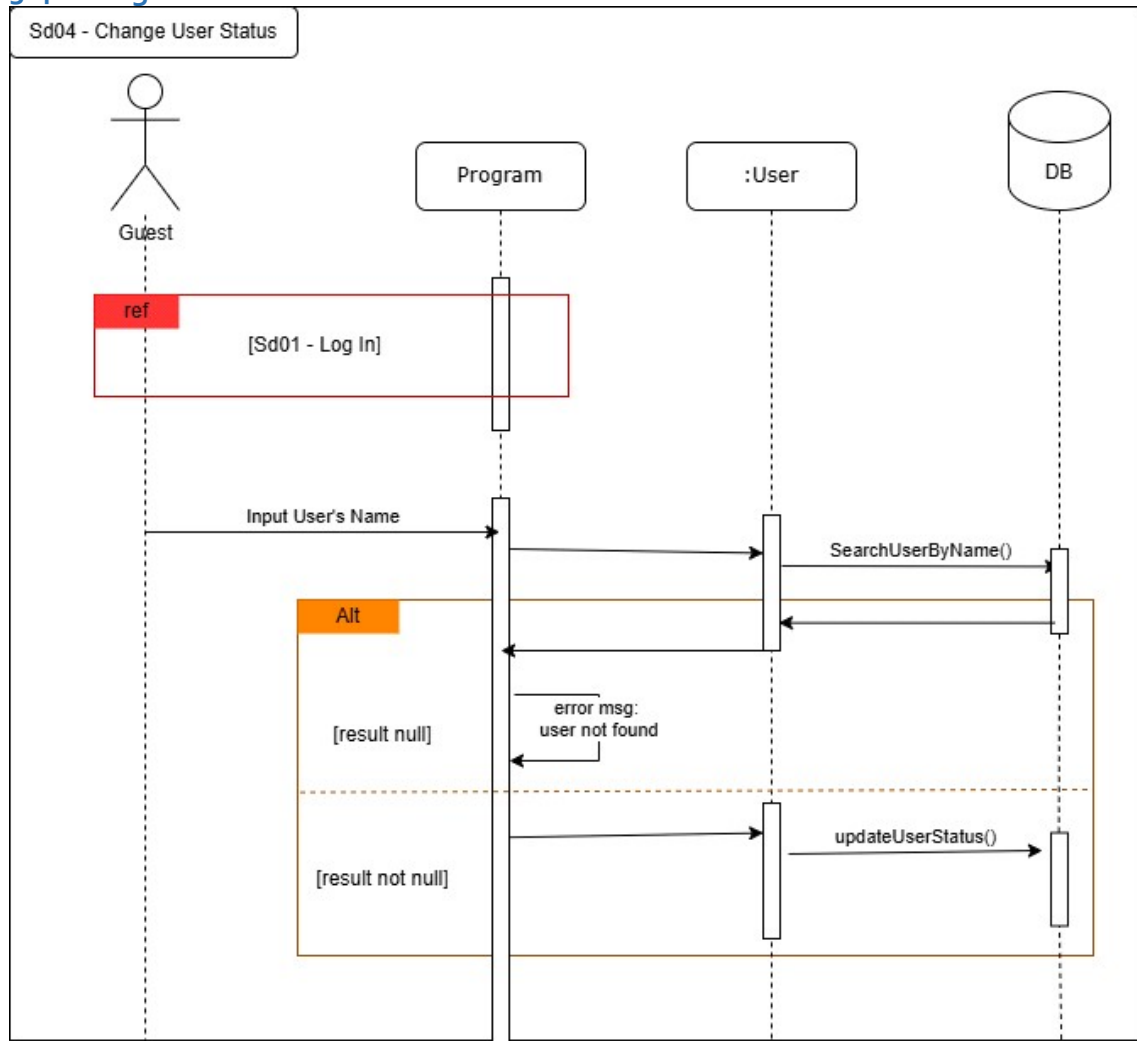 Sd04 - Change User Status
Program
:User
DB
Guest
ref
[Sd01 - Log In]
Input User's Name
SearchUserByName()
Alt
error msg:
user not found
[result null]
updateUserStatus()
[result not null]